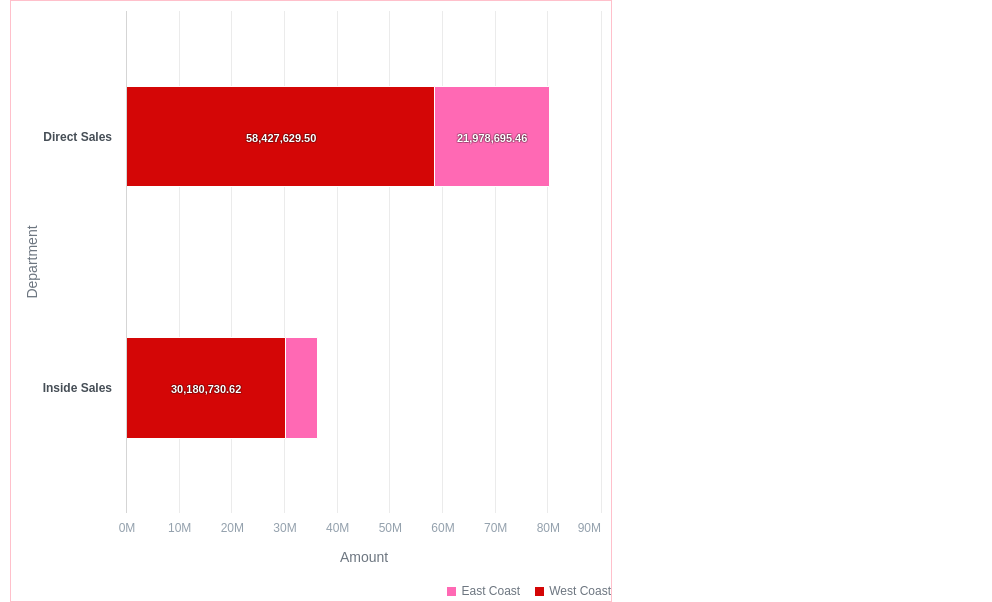 Direct Sales
58,427,629.50
21,978,695.46
Department
Inside Sales
30,180,730.62
0M 10M 20M 30M 40M 50M 60M 70M 80M 90M
Amount
East Coast West Coast